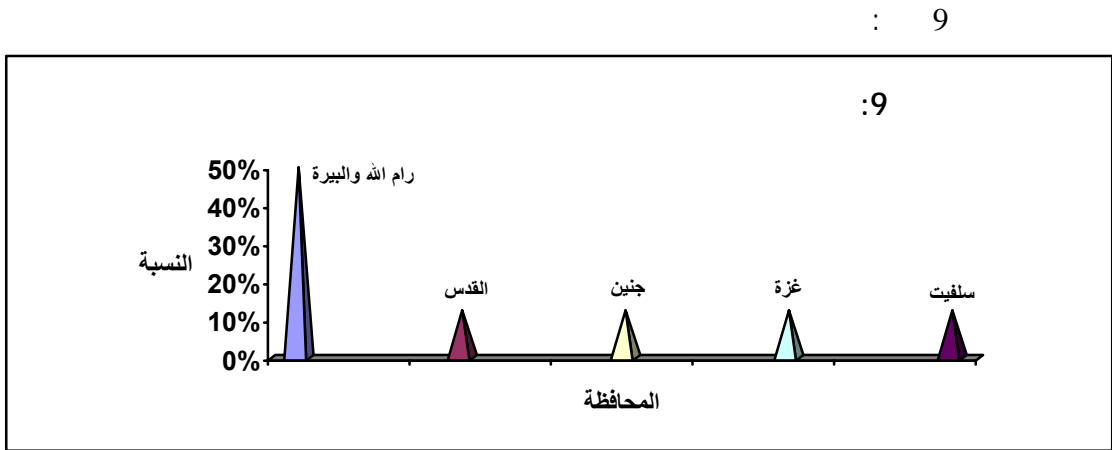 9 :
9:
50%
رام الله والبيرة
40%
30%
النسبة
20%
القدس
جنين
غزة
سلفيت
10%
0%
المحافظة